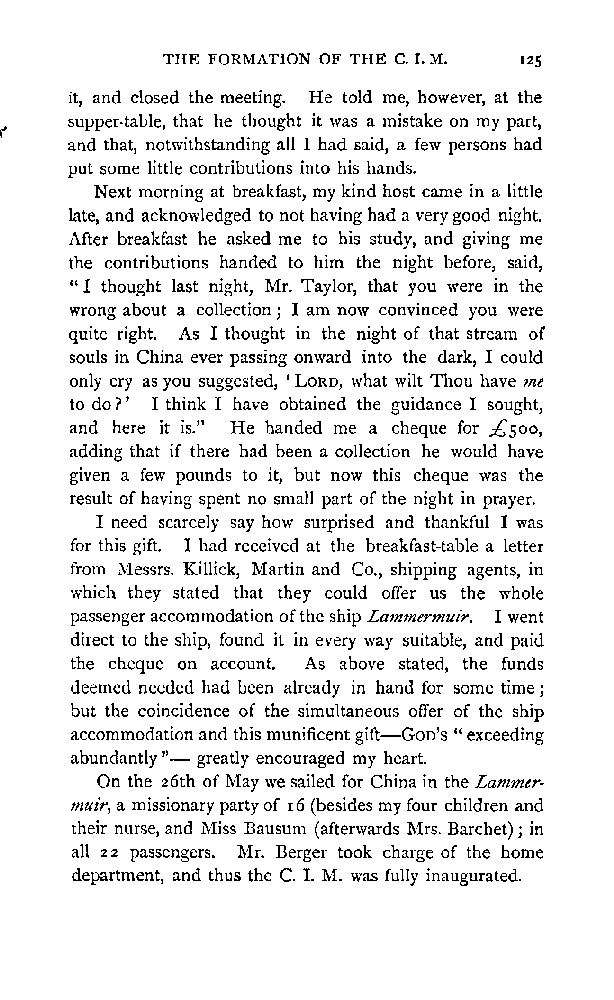 THE FORMATION OF THE C. I. M. 125
it, and closed the meeting. He told me, however, at the
supper-table, that he thought it was a mistake on my part,
and that, notwithstanding all I had said, a few persons had
put some little contributions into his hands.
Next morning at breakfast, my kind host came in a little
late, and acknowledged to not having had a very good night.
After breakfast he asked me to his study, and giving me
the contributions handed to him the night before, said,
“I thought last night, Mr. Taylor, that you were in the
wrong about a collection; I am now convinced you were
quite right. As I thought in the night of that stream of
souls in China ever passing onward into the dark, I could
only cry as you suggested, ‘LORD, what wilt Thou have me
to do?’ I think I have obtained the guidance I sought,
and here it is.” He handed me a cheque for £500,
adding that if there had been a collection he would have
given a few pounds to it, but now this cheque was the
result of having spent no small part of the night in prayer.
I need scarcely say how surprised and thankful I was
for this gift. I had received at the breakfast-table a letter
from Messrs. Killick, Martin and Co., shipping agents, in
which they stated that they could offer us the whole
passenger accommodation of the ship Lammermuir. I went
direct to the ship, found it in every way suitable, and paid
the cheque on account. As above stated, the funds
deemed needed had been already in hand for some time;
but the coincidence of the simultaneous offer of the ship
accommodation and this munificent gift—GOD’s “exceeding
abundantly”— greatly encouraged my heart.
On the 26th of May we sailed for China in the Lammer-
muir, a missionary party of 16 (besides my four children and
their nurse, and Miss Bausum (afterwards Mrs. Barchet); in
all 22 passengers. Mr. Berger took charge of the home
department, and thus the C. I. M. was fully inaugurated.